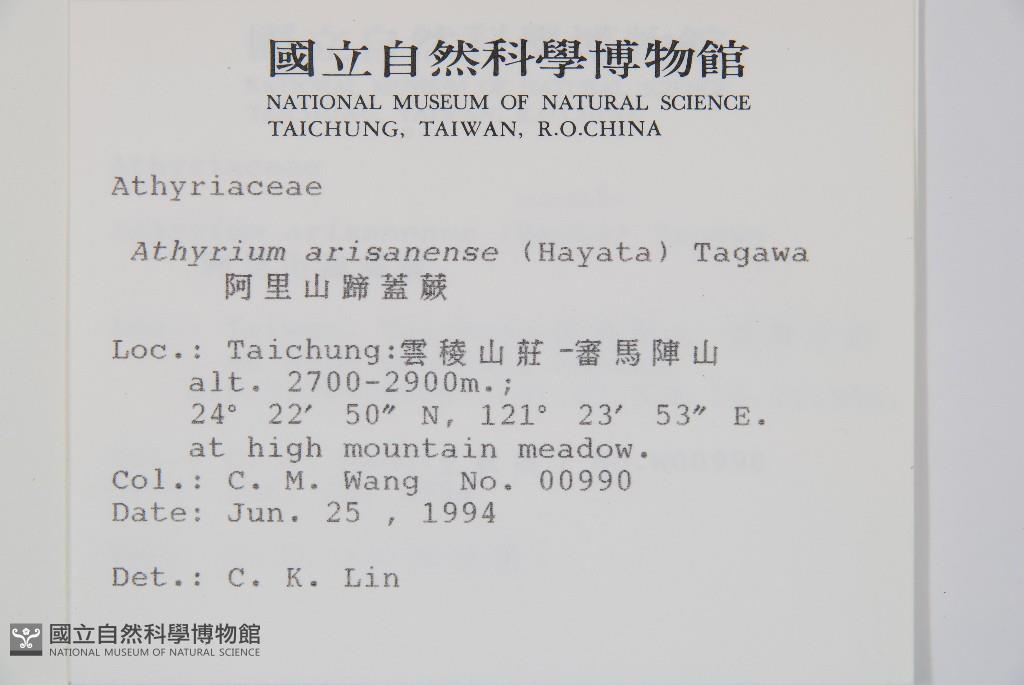 國立自然科學博物館
NATIONAL MUSEUM OF NATURAL SCIENCE
TAICHUNG, TAIWAN, R.O.CHINA
Athyriaceae
Athyrium arisanense (Hayata) Tagawa
阿里山蹄蓋蕨
Loc.: Taichung:雲稜山莊-審馬陣山
alt. 2700-2900m.;
24° 22′ 50″ N, 121° 23′ 53″ E.
at high mountain meadow.
Col.: C. M. Wang No. 00990
Date: Jun. 25 , 1994
Det.: C. K. Lin
國立自然科學博物館
NATIONAL MUSEUM OF NATURAL SCIENCE